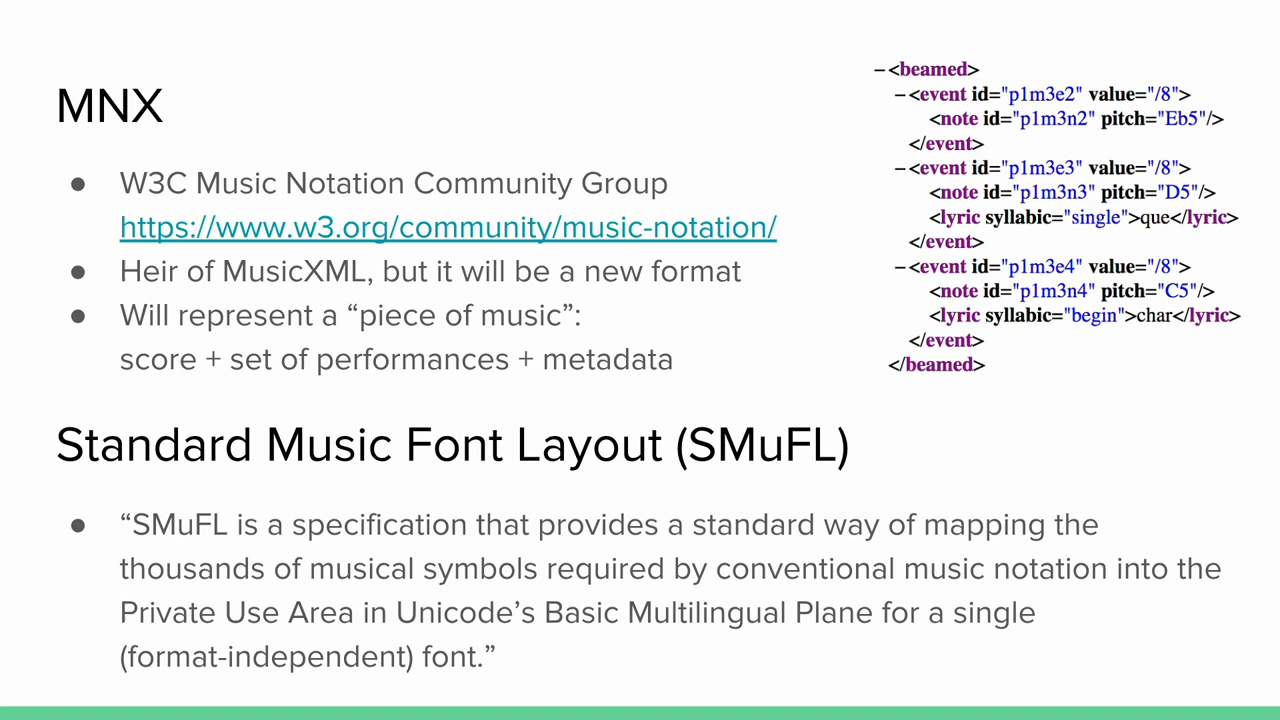 MNX
● W3C Music Notation Community Group
https://www.w3.org/community/music-notation/
● Heir of MusicXML, but it will be a new format
● Will represent a “piece of music”:
score + set of performances + metadata
–<beamed>
–<event id="p1m3e2" value="/8">
<note id="p1m3n2" pitch="Eb5"/>
</event>
–<event id="p1m3e3" value="/8">
<note id="p1m3n3" pitch="D5"/>
<lyric syllabic="single">que</lyric>
</event>
–<event id="p1m3e4" value="/8">
<note id="p1m3n4" pitch="C5"/>
<lyric syllabic="begin">char</lyric>
</event>
</beamed>
Standard Music Font Layout (SMuFL)
● “SMuFL is a specification that provides a standard way of mapping the
thousands of musical symbols required by conventional music notation into the
Private Use Area in Unicode’s Basic Multilingual Plane for a single
(format-independent) font.”